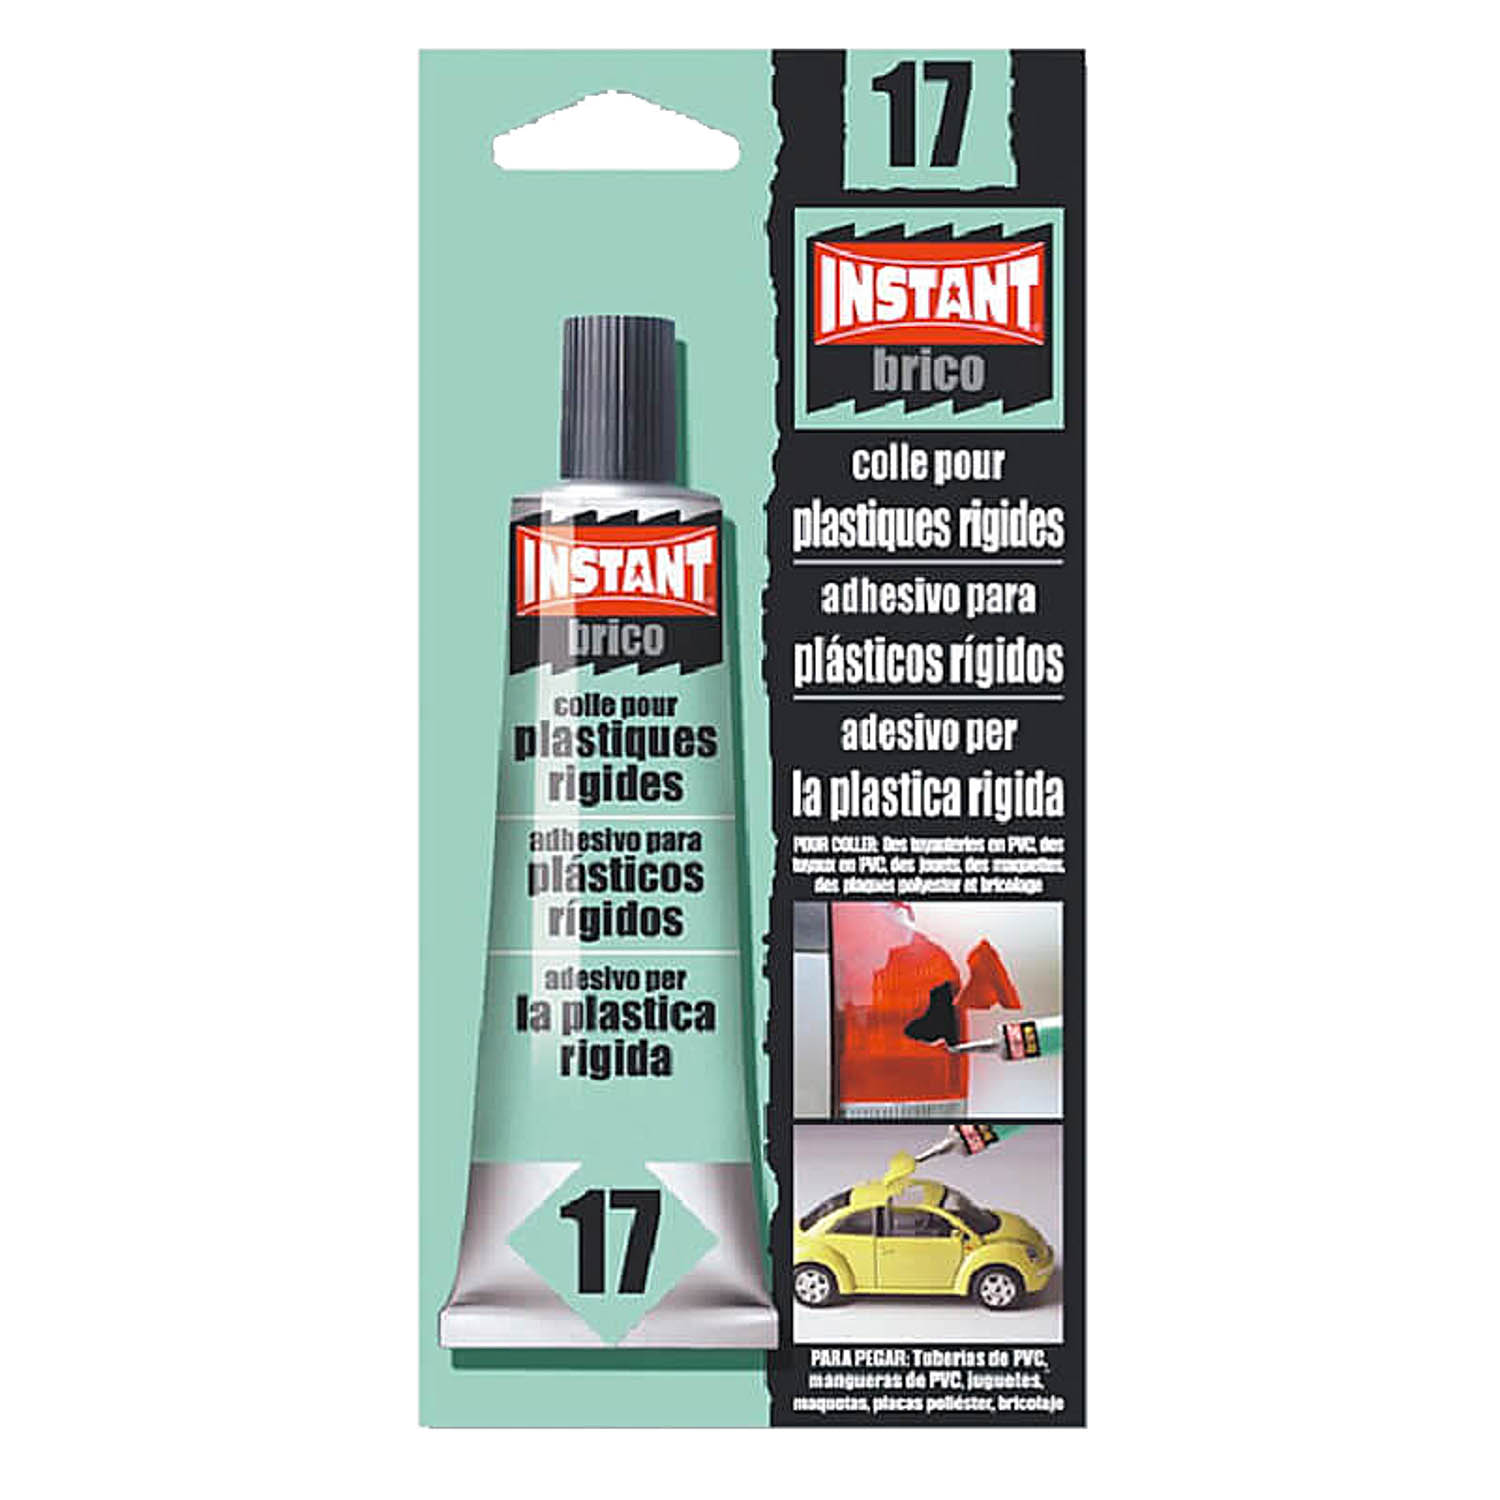 17
INSTANT
brico
colle pour
plastiques rigides
adhesivo para
plásticos rígidos
adesivo per
la plastica rigida
POUR COLLER: Des tuyauteries en PVC, des
tuyaux en PVC, des jouets, des maquettes,
des plaques polyester et bricolage
PARA PEGAR: Tuberías de PVC,
mangueras de PVC, juguetes,
maquetas, placas poliéster, bricolaje
INSTANT
brico
colle pour
plastiques
rigides
adhesivo para
plásticos
rígidos
adesivo per
la plastica
rigida
17